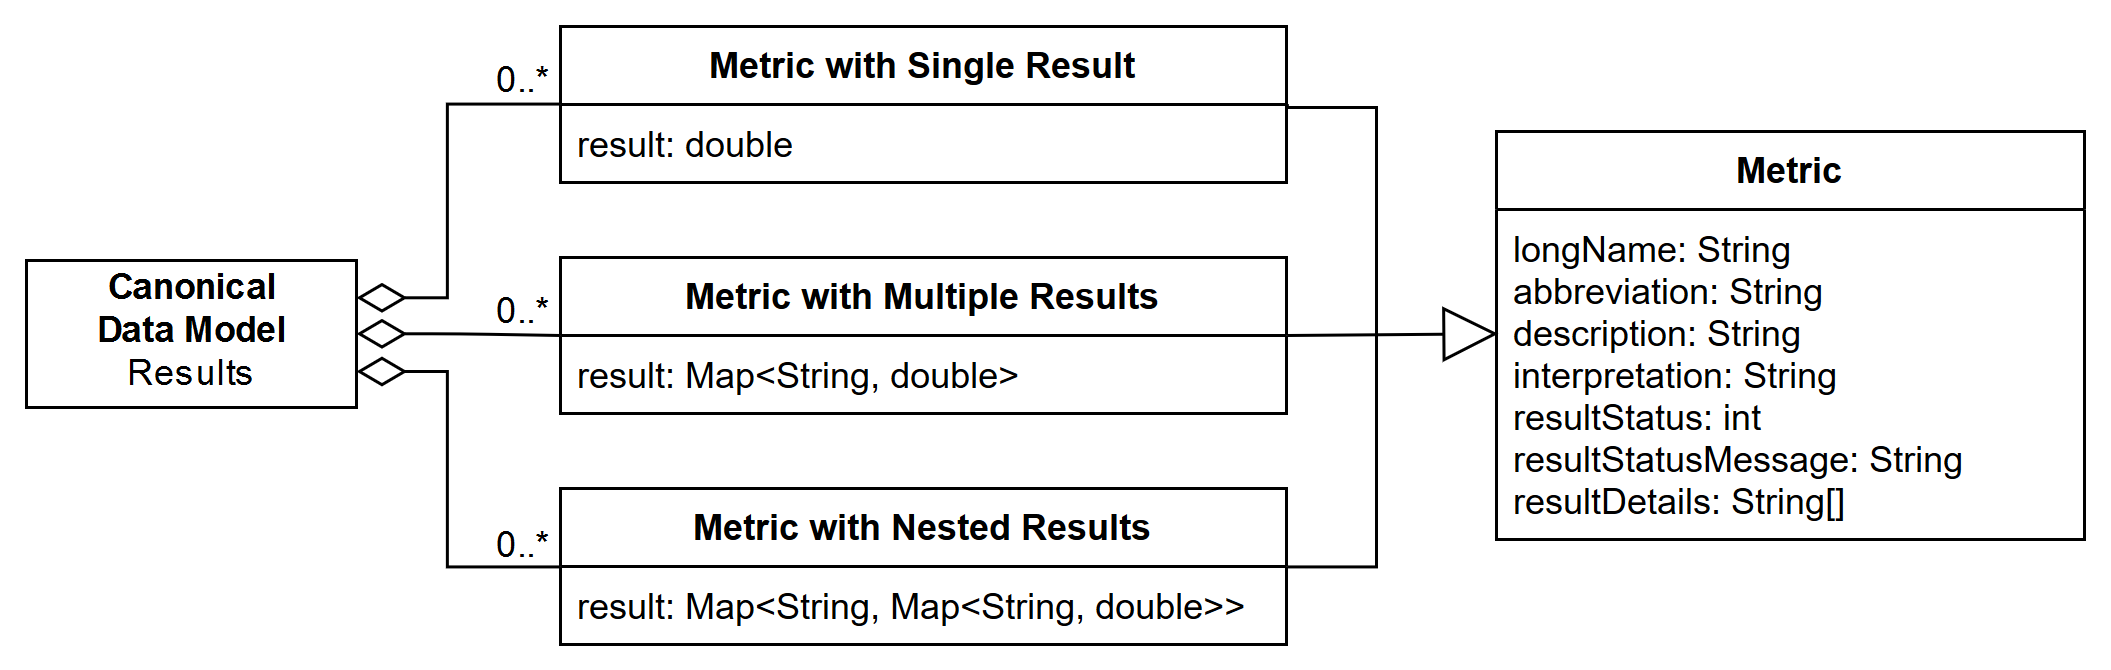 Canonical
Data Model
Results
0..*
Metric with Single Result
result: double
0..*
Metric with Multiple Results
result: Map<String, double>
0..*
Metric with Nested Results
result: Map<String, Map<String, double>>
Metric
longName: String
abbreviation: String
description: String
interpretation: String
resultStatus: int
resultStatusMessage: String
resultDetails: String[]